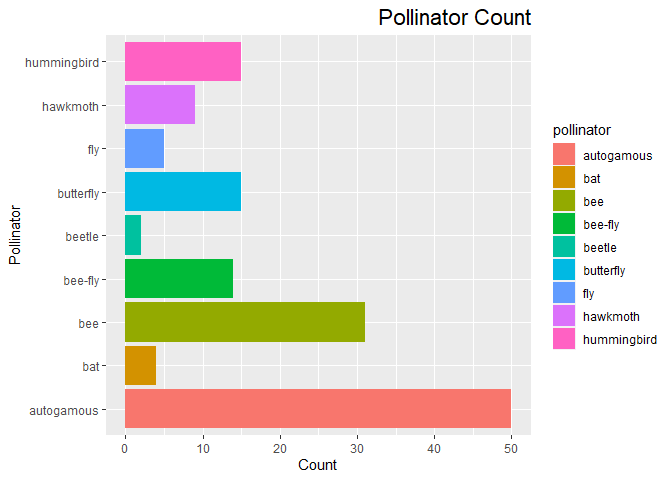 Pollinator Count
hummingbird
hawkmoth
fly
butterfly
beetle
bee-fly
bee
bat
autogamous
Pollinator
0 10 20 30 40 50
Count
pollinator
autogamous
bat
bee
bee-fly
beetle
butterfly
fly
hawkmoth
hummingbird